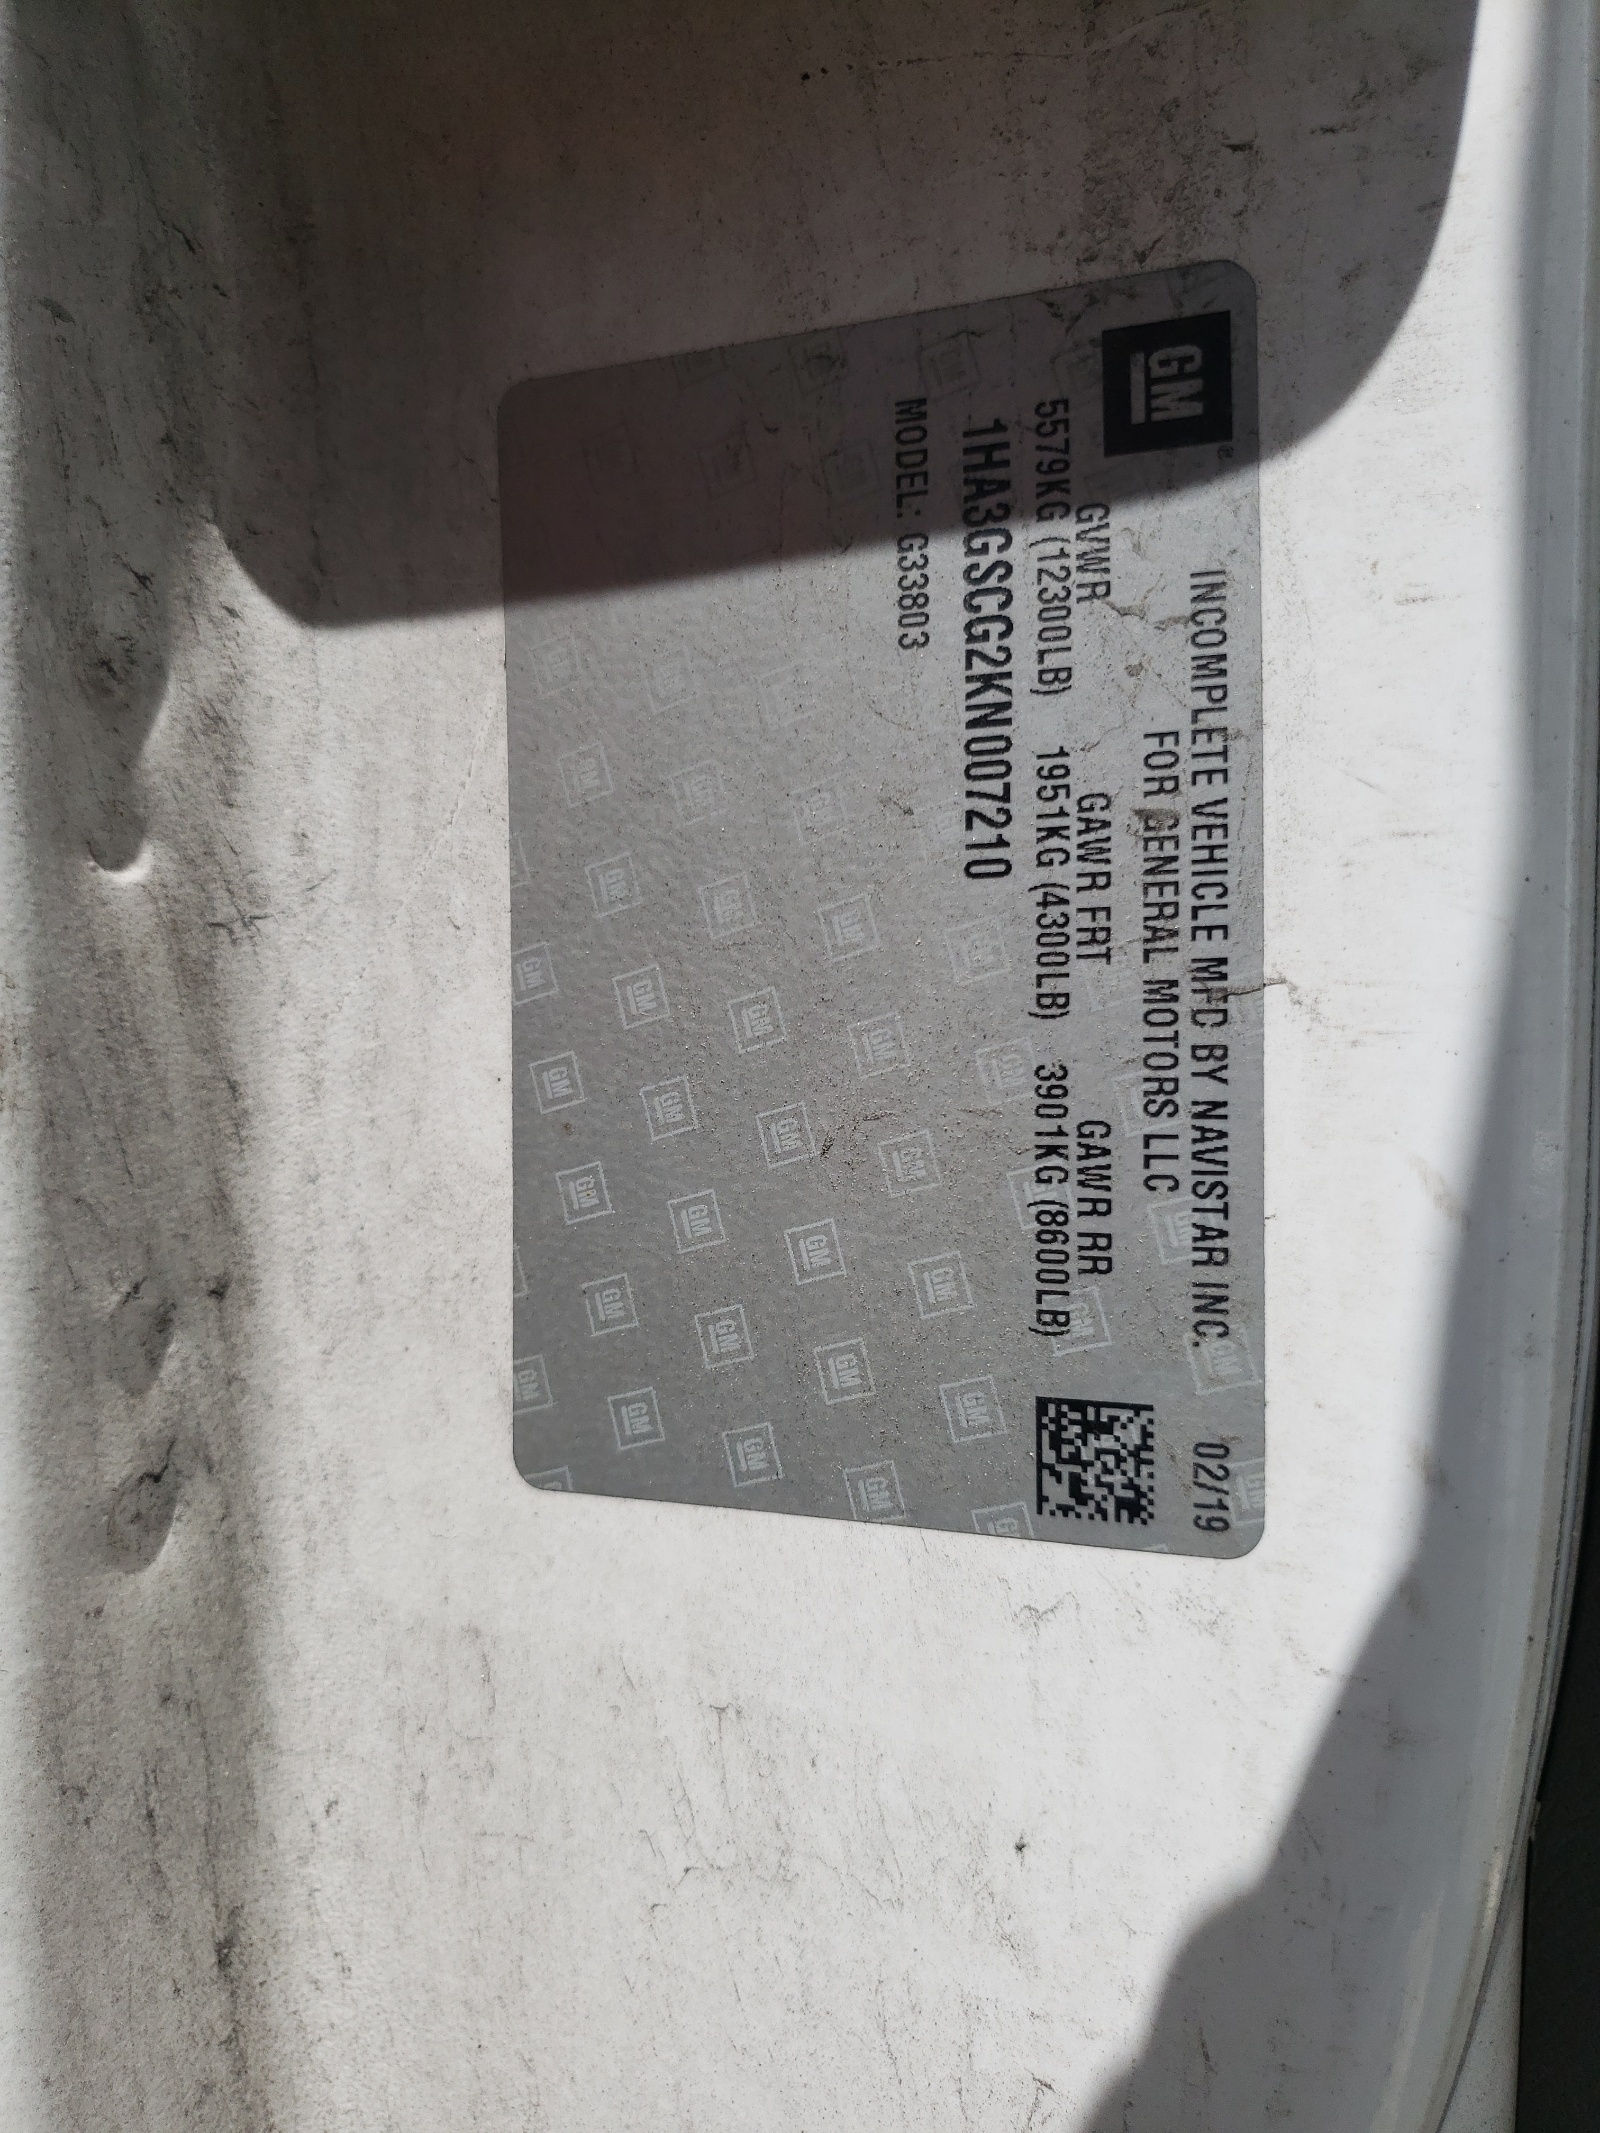 GM®
INCOMPLETE VEHICLE MFD BY NAVISTAR INC. 02/19
FOR GENERAL MOTORS LLC
GVWR GAWR FRT GAWR RR
5579KG (12300LB) 1951KG (4300LB) 3901KG (8600LB)
1HA3GSCG2KN007210
MODEL: G33803